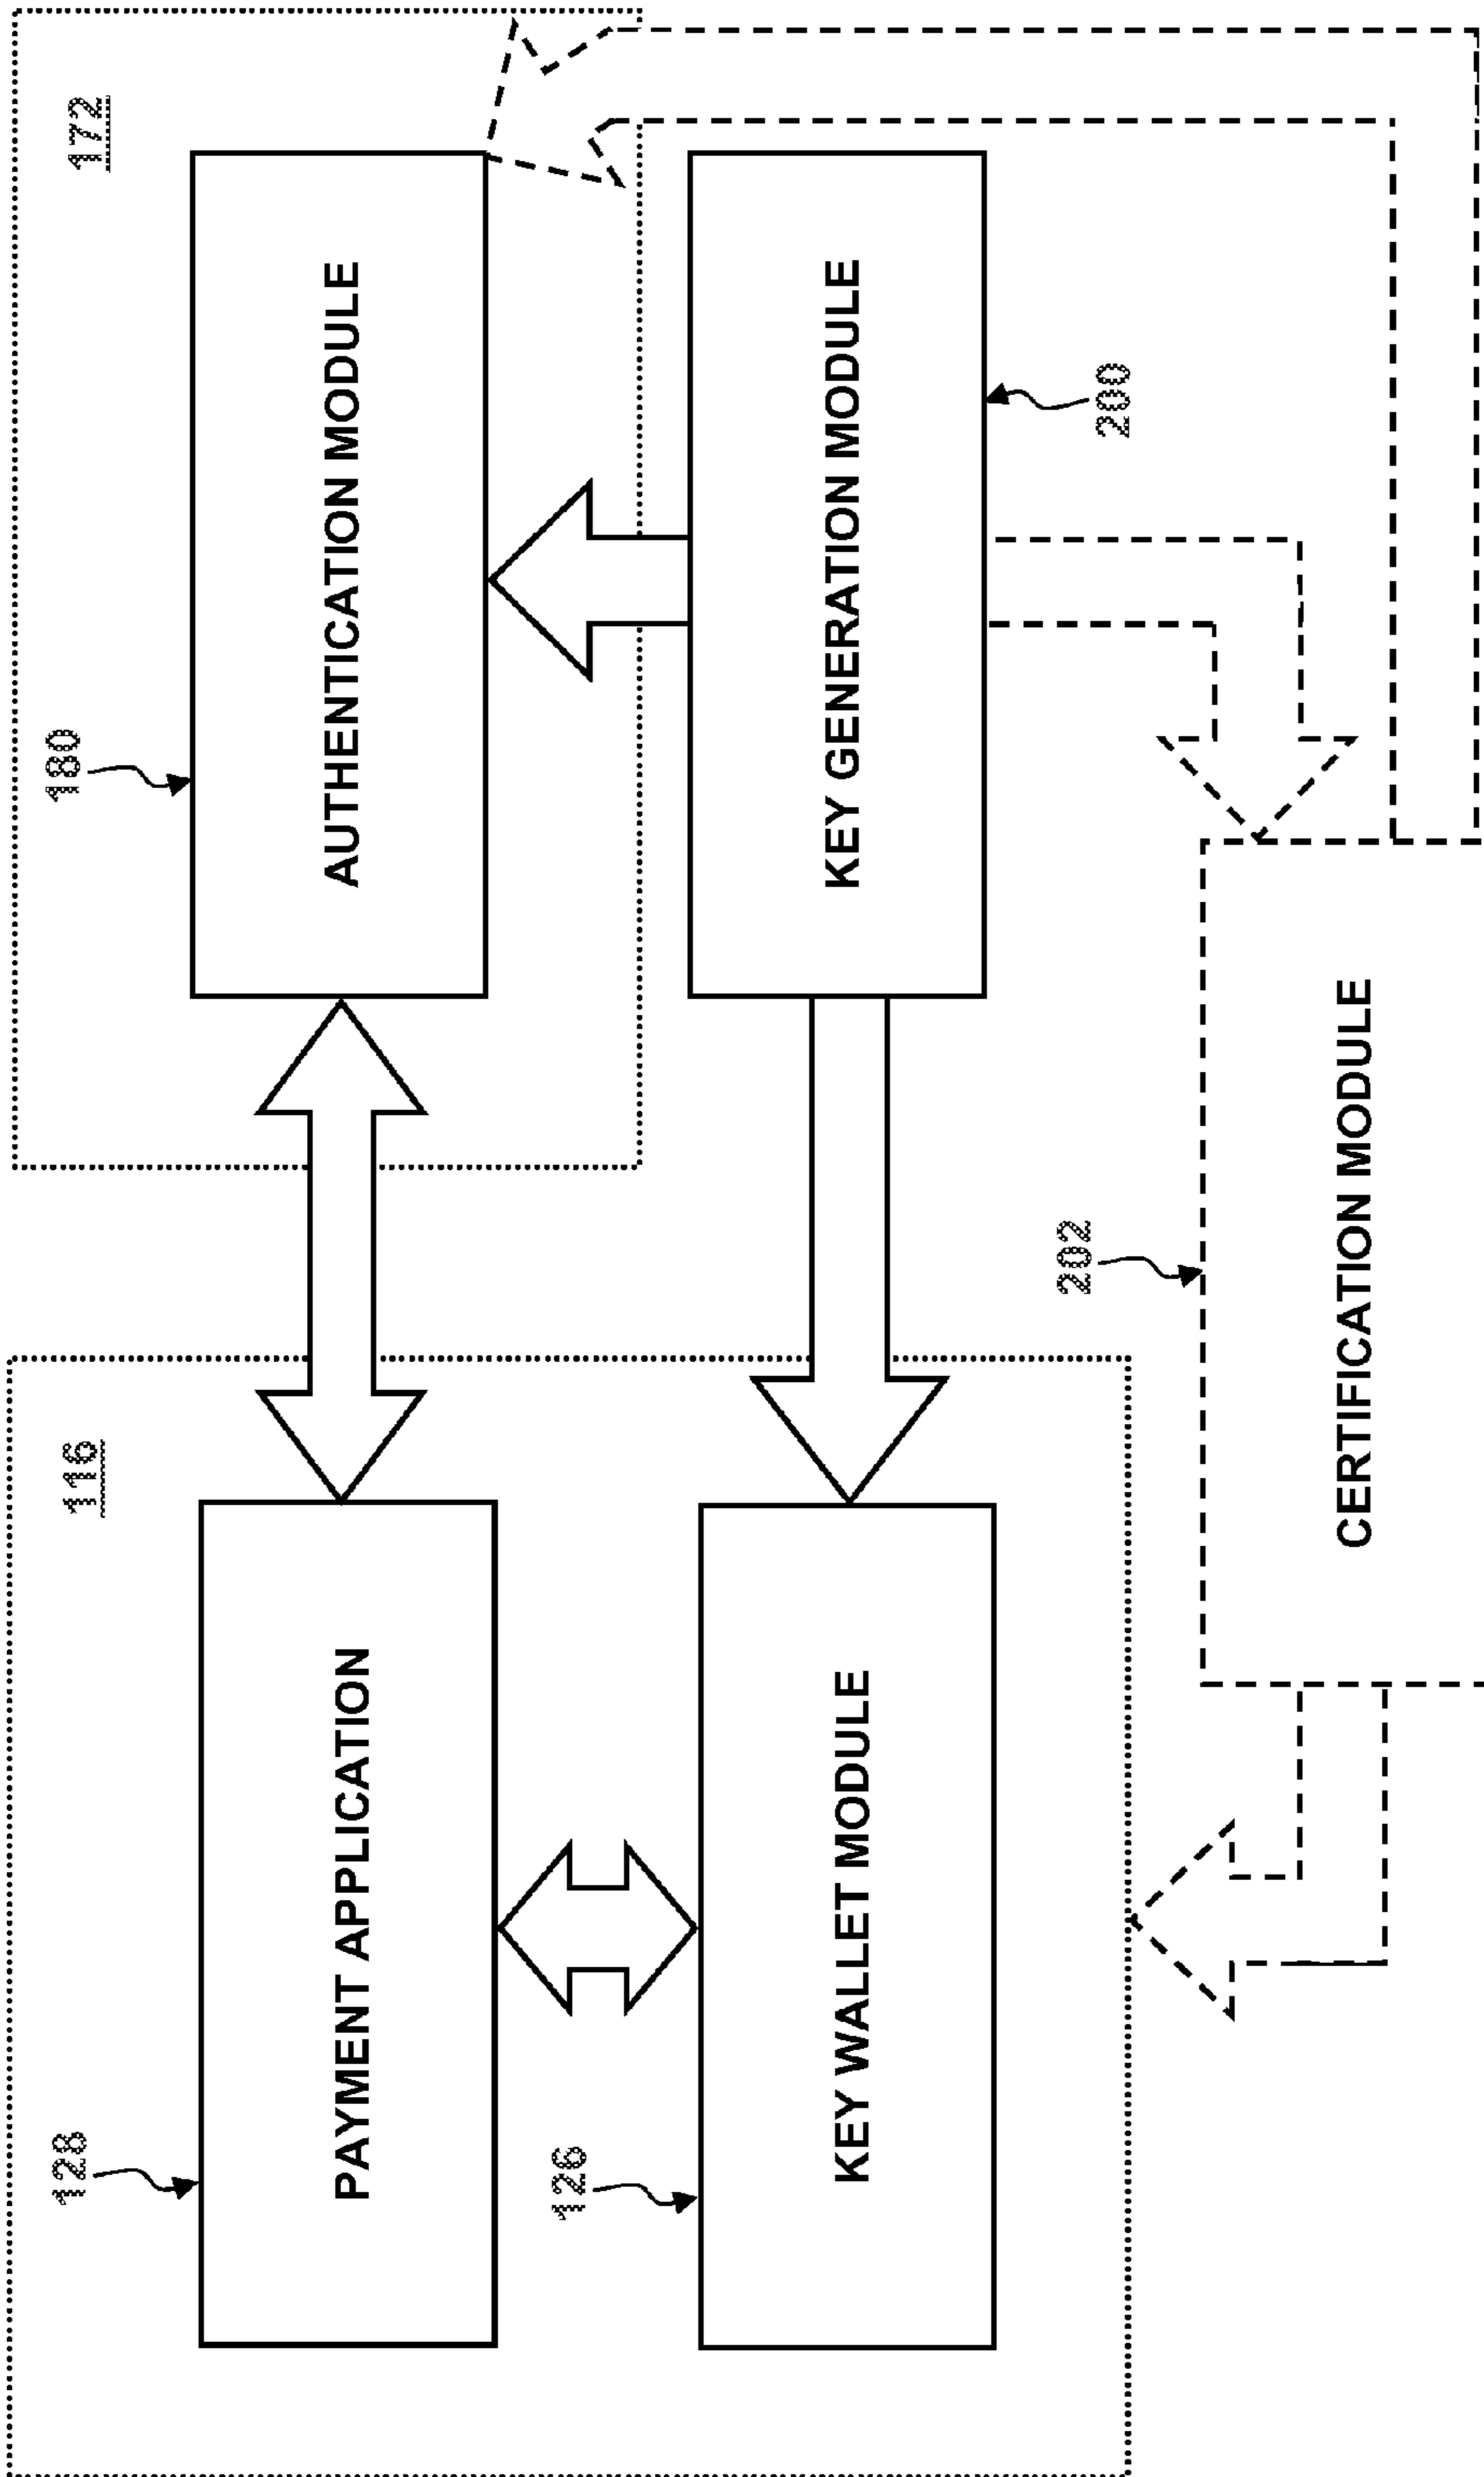 116
172
128
PAYMENT APPLICATION
180
AUTHENTICATION MODULE
126
KEY WALLET MODULE
KEY GENERATION MODULE
200
202
CERTIFICATION MODULE